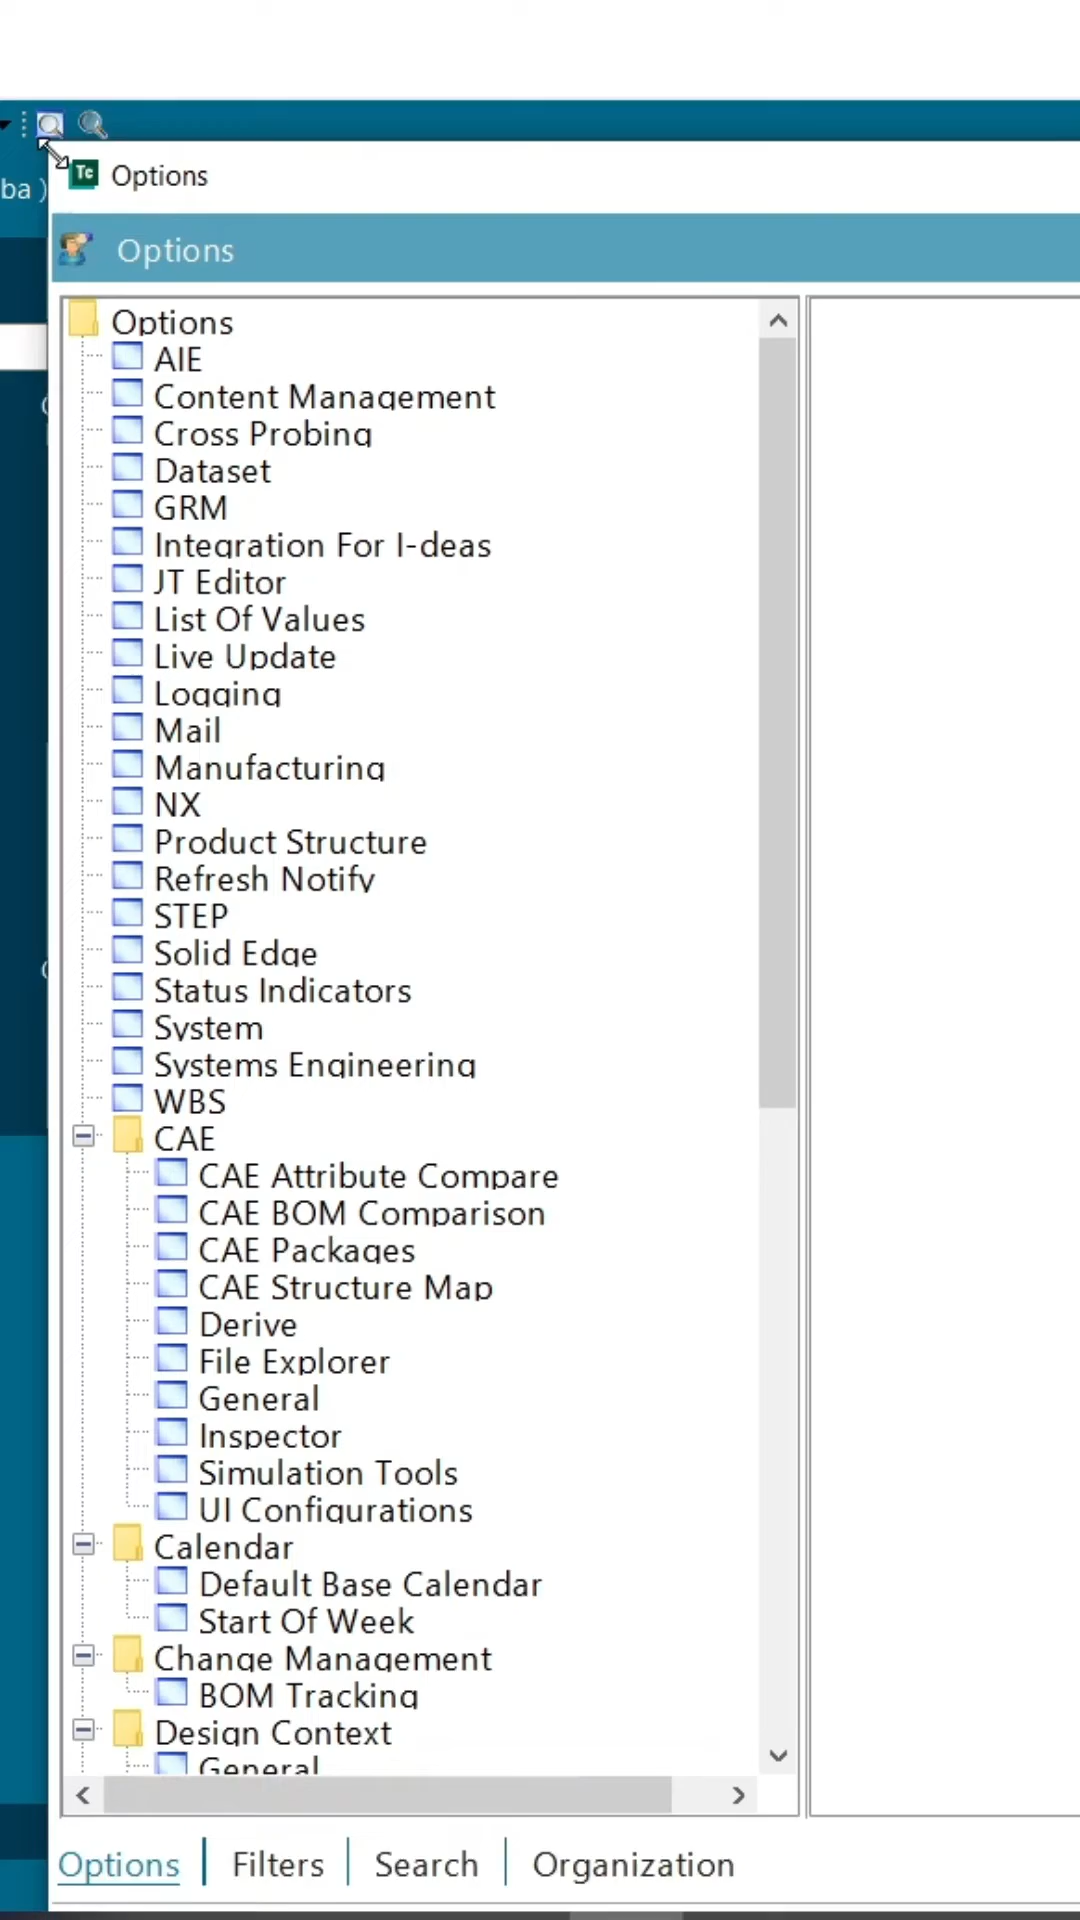 ba )
Tc Options
Options
Options
AIE
Content Management
Cross Probing
Dataset
GRM
Integration For I-deas
JT Editor
List Of Values
Live Update
Logging
Mail
Manufacturing
NX
Product Structure
Refresh Notify
STEP
Solid Edge
Status Indicators
System
Systems Engineering
WBS
CAE
CAE Attribute Compare
CAE BOM Comparison
CAE Packages
CAE Structure Map
Derive
File Explorer
General
Inspector
Simulation Tools
UI Configurations
Calendar
Default Base Calendar
Start Of Week
Change Management
BOM Tracking
Design Context
General
Options Filters Search Organization